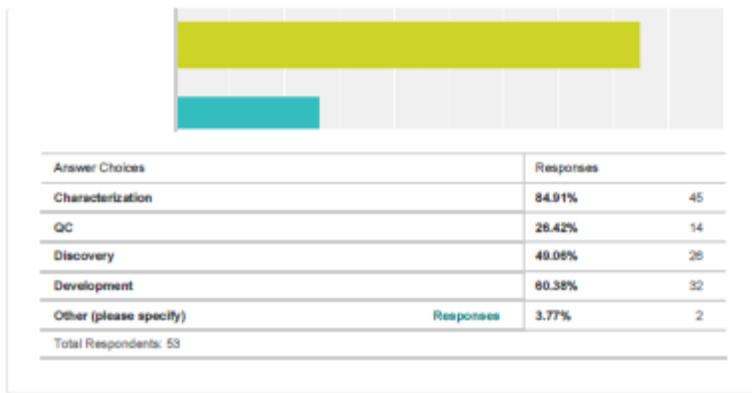 Answer Choices Responses
Characterization 84.91% 45
QC 26.42% 14
Discovery 49.06% 26
Development 60.38% 32
Other (please specify) Responses 3.77% 2
Total Respondents: 53